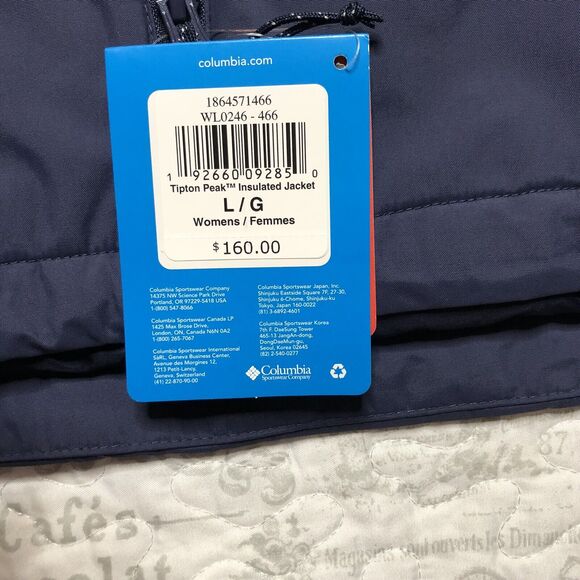 columbia.com
1864571466
WL0246 - 466
1 92660 09285 0
Tipton Peak™ Insulated Jacket
L / G
Womens / Femmes
$160.00
Columbia Sportswear Company
14375 NW Science Park Drive
Portland, OR 97229-5418 USA
1-(800) 547-8066
Columbia Sportswear Canada LP
1425 Max Brose Drive,
London, ON, Canada N6N 0A2
1-(800) 265-7067
Columbia Sportswear International
SàRL, Geneva Business Center,
Avenue des Morgines 12,
1213 Petit-Lancy,
Geneva, Switzerland
(41) 22-870-90-00
Columbia Sportswear Japan, Inc.
Shinjuku Eastside Square 7F, 27-30,
Shinjuku 6-Chome, Shinjuku-ku
Tokyo, Japan 160-0022
(81) 3-6892-4601
Columbia Sportswear Korea
7th. F. DaeSung Tower
465-13 JangAn-dong,
DongDaeMun-gu,
Seoul, Korea 02645
(82) 2-540-0277
Columbia
Sportswear Company
87
Cafés
Magasins sont ouverts les